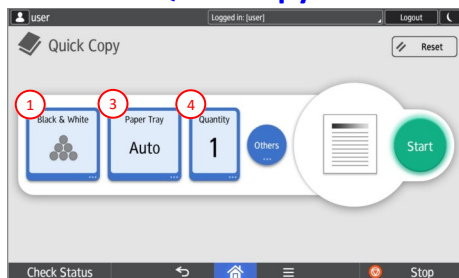 user
Logged in: [user]
Logout
Quick Copy
Reset
1
3
4
Black & White
Paper Tray
Quantity
Auto
1
Others
Start
Check Status
Stop